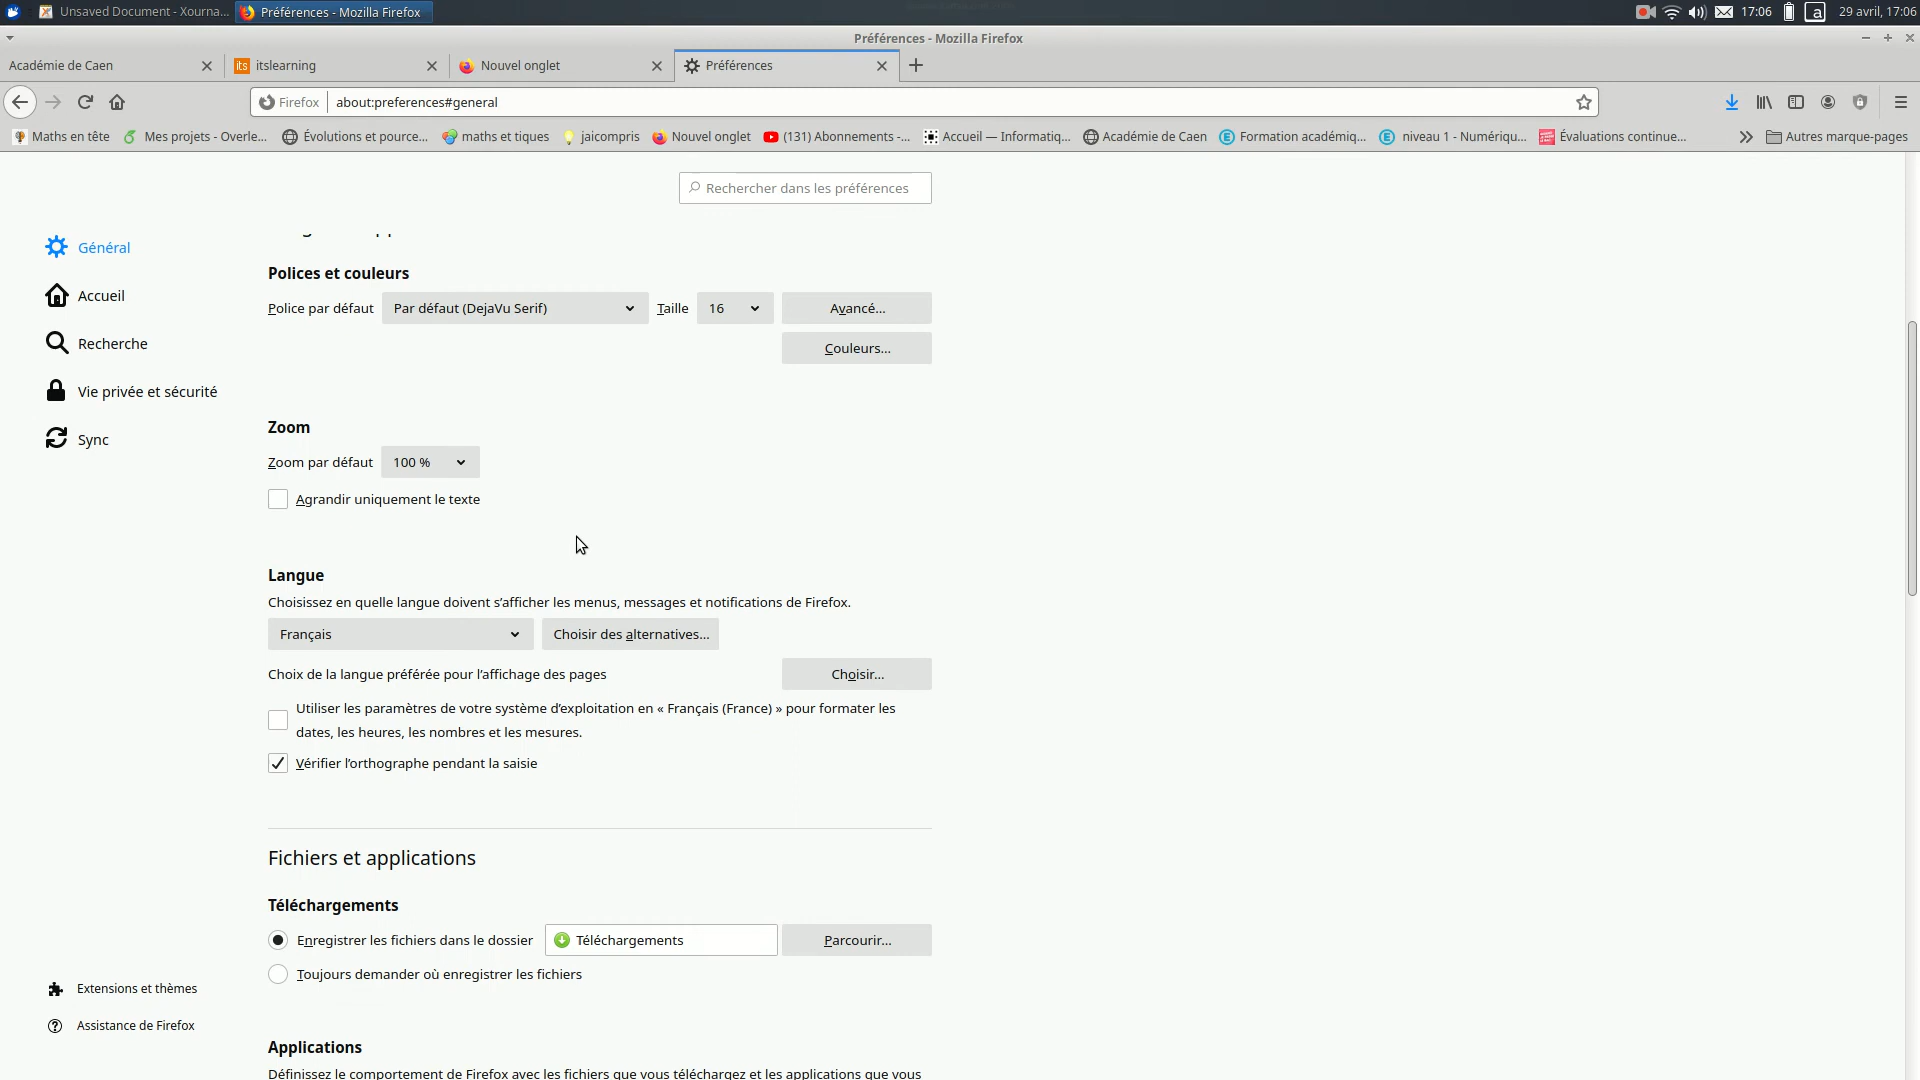 Unsaved Document - Xourna...
Préférences - Mozilla Firefox
17:06
a
29 avril, 17:06
Préférences - Mozilla Firefox
Académie de Caen
its
itslearning
Nouvel onglet
Préférences
Firefox
about:preferences#general
Maths en tête
Mes projets - Overle...
Évolutions et pource...
maths et tiques
jaicompris
Nouvel onglet
(131) Abonnements -...
Accueil — Informatiq...
Académie de Caen
Formation académiq...
niveau 1 - Numériqu...
Évaluations continue...
Autres marque-pages
Rechercher dans les préférences
Général
Accueil
Recherche
Vie privée et sécurité
Sync
Extensions et thèmes
Assistance de Firefox
Polices et couleurs
Police par défaut
Par défaut (DejaVu Serif)
Taille
16
Avancé...
Couleurs...
Zoom
Zoom par défaut
100 %
Agrandir uniquement le texte
Langue
Choisissez en quelle langue doivent s’afficher les menus, messages et notifications de Firefox.
Français
Choisir des alternatives...
Choix de la langue préférée pour l’affichage des pages
Choisir...
Utiliser les paramètres de votre système d’exploitation en « Français (France) » pour formater les
dates, les heures, les nombres et les mesures.
Vérifier l’orthographe pendant la saisie
Fichiers et applications
Téléchargements
Enregistrer les fichiers dans le dossier
Téléchargements
Parcourir...
Toujours demander où enregistrer les fichiers
Applications
Définissez le comportement de Firefox avec les fichiers que vous téléchargez et les applications que vous